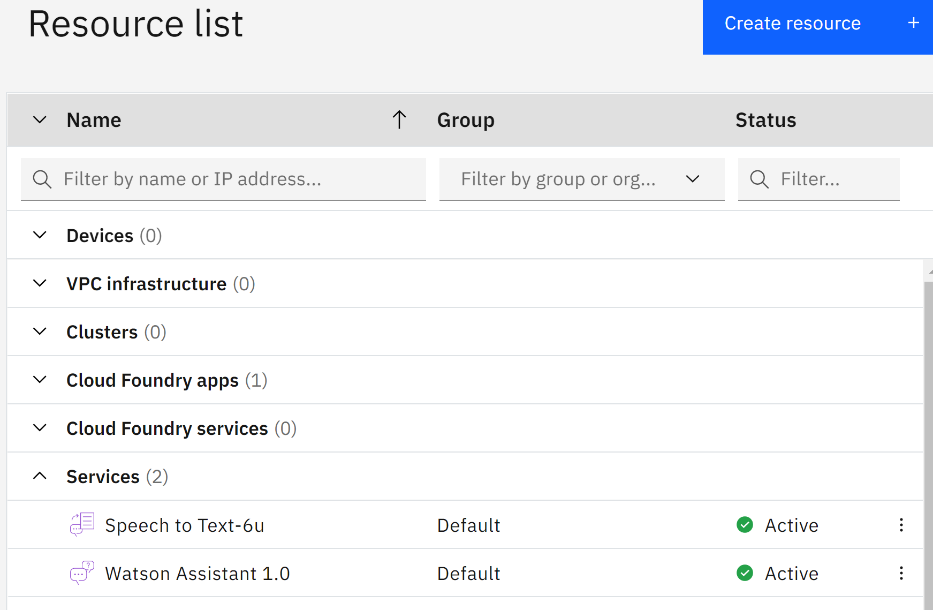 Resource list
Create resource +
Name Group Status
Filter by name or IP address... Filter by group or org... Filter...
Devices (0)
VPC infrastructure (0)
Clusters (0)
Cloud Foundry apps (1)
Cloud Foundry services (0)
Services (2)
Speech to Text-6u Default Active
Watson Assistant 1.0 Default Active